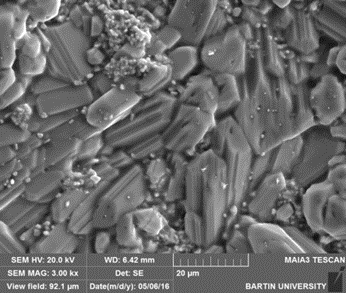 SEM HV: 20.0 kV WD: 6.42 mm MAIA3 TESCAN
SEM MAG: 3.00 kx Det: SE 20 µm
View field: 92.1 µm Date(m/d/y): 05/06/16 BARTIN UNIVERSITY